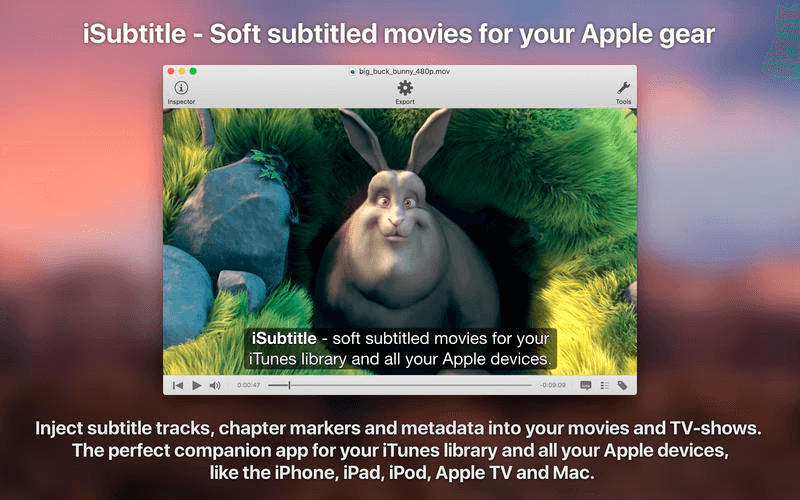 iSubtitle - Soft subtitled movies for your Apple gear
big_buck_bunny_480p.mov
Inspector
Export
Tools
iSubtitle - soft subtitled movies for your
iTunes library and all your Apple devices.
0:00:47
-0:09:09
Inject subtitle tracks, chapter markers and metadata into your movies and TV-shows.
The perfect companion app for your iTunes library and all your Apple devices,
like the iPhone, iPad, iPod, Apple TV and Mac.